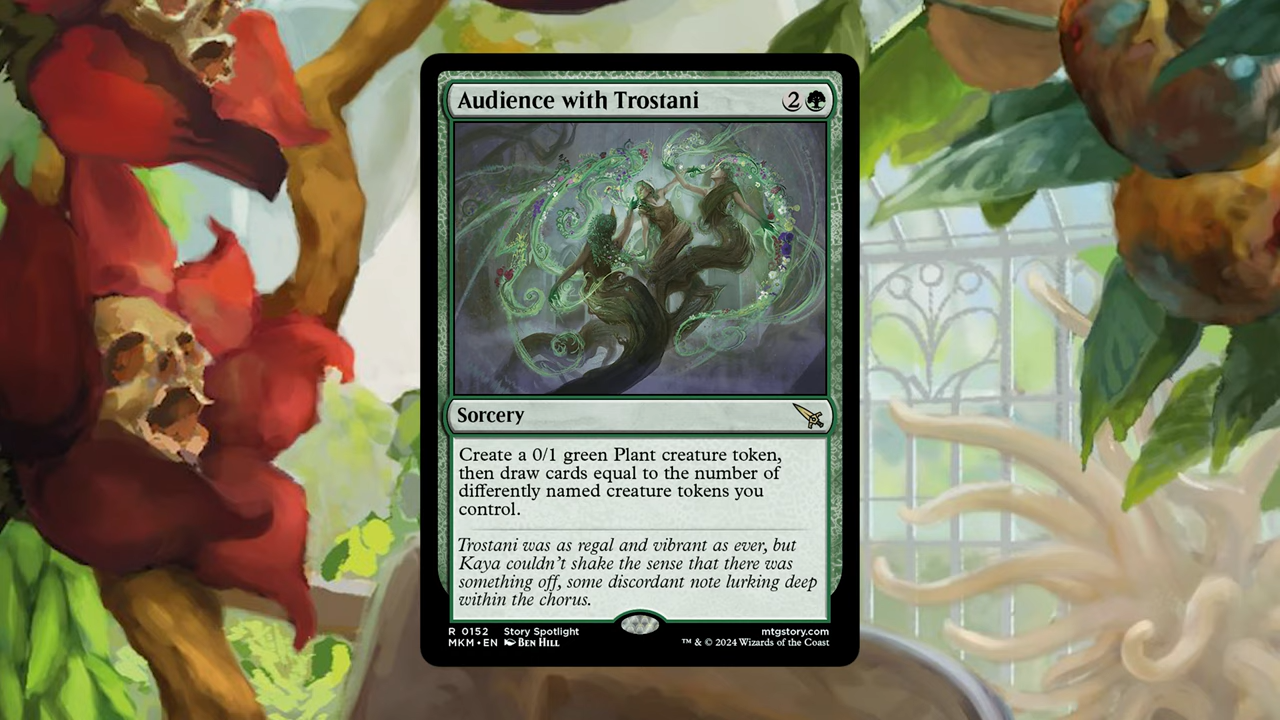 Audience with Trostani 2
Sorcery
Create a 0/1 green Plant creature token,
then draw cards equal to the number of
differently named creature tokens you
control.
Trostani was as regal and vibrant as ever, but
Kaya couldn't shake the sense that there was
something off, some discordant note lurking deep
within the chorus.
R 0152 Story Spotlight mtgstory.com
MKM • EN BEN HILL ™ & © 2024 Wizards of the Coast